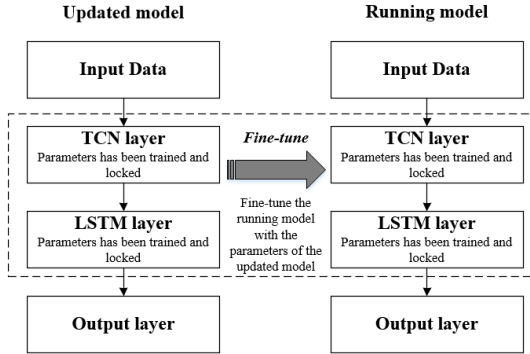 Updated model
Running model
Input Data
Input Data
TCN layer
Parameters has been trained and
locked
Fine-tune
TCN layer
Parameters has been trained and
locked
Fine-tune the
running model
with the
parameters of the
updated model
LSTM layer
Parameters has been trained and
locked
LSTM layer
Parameters has been trained and
locked
Output layer
Output layer